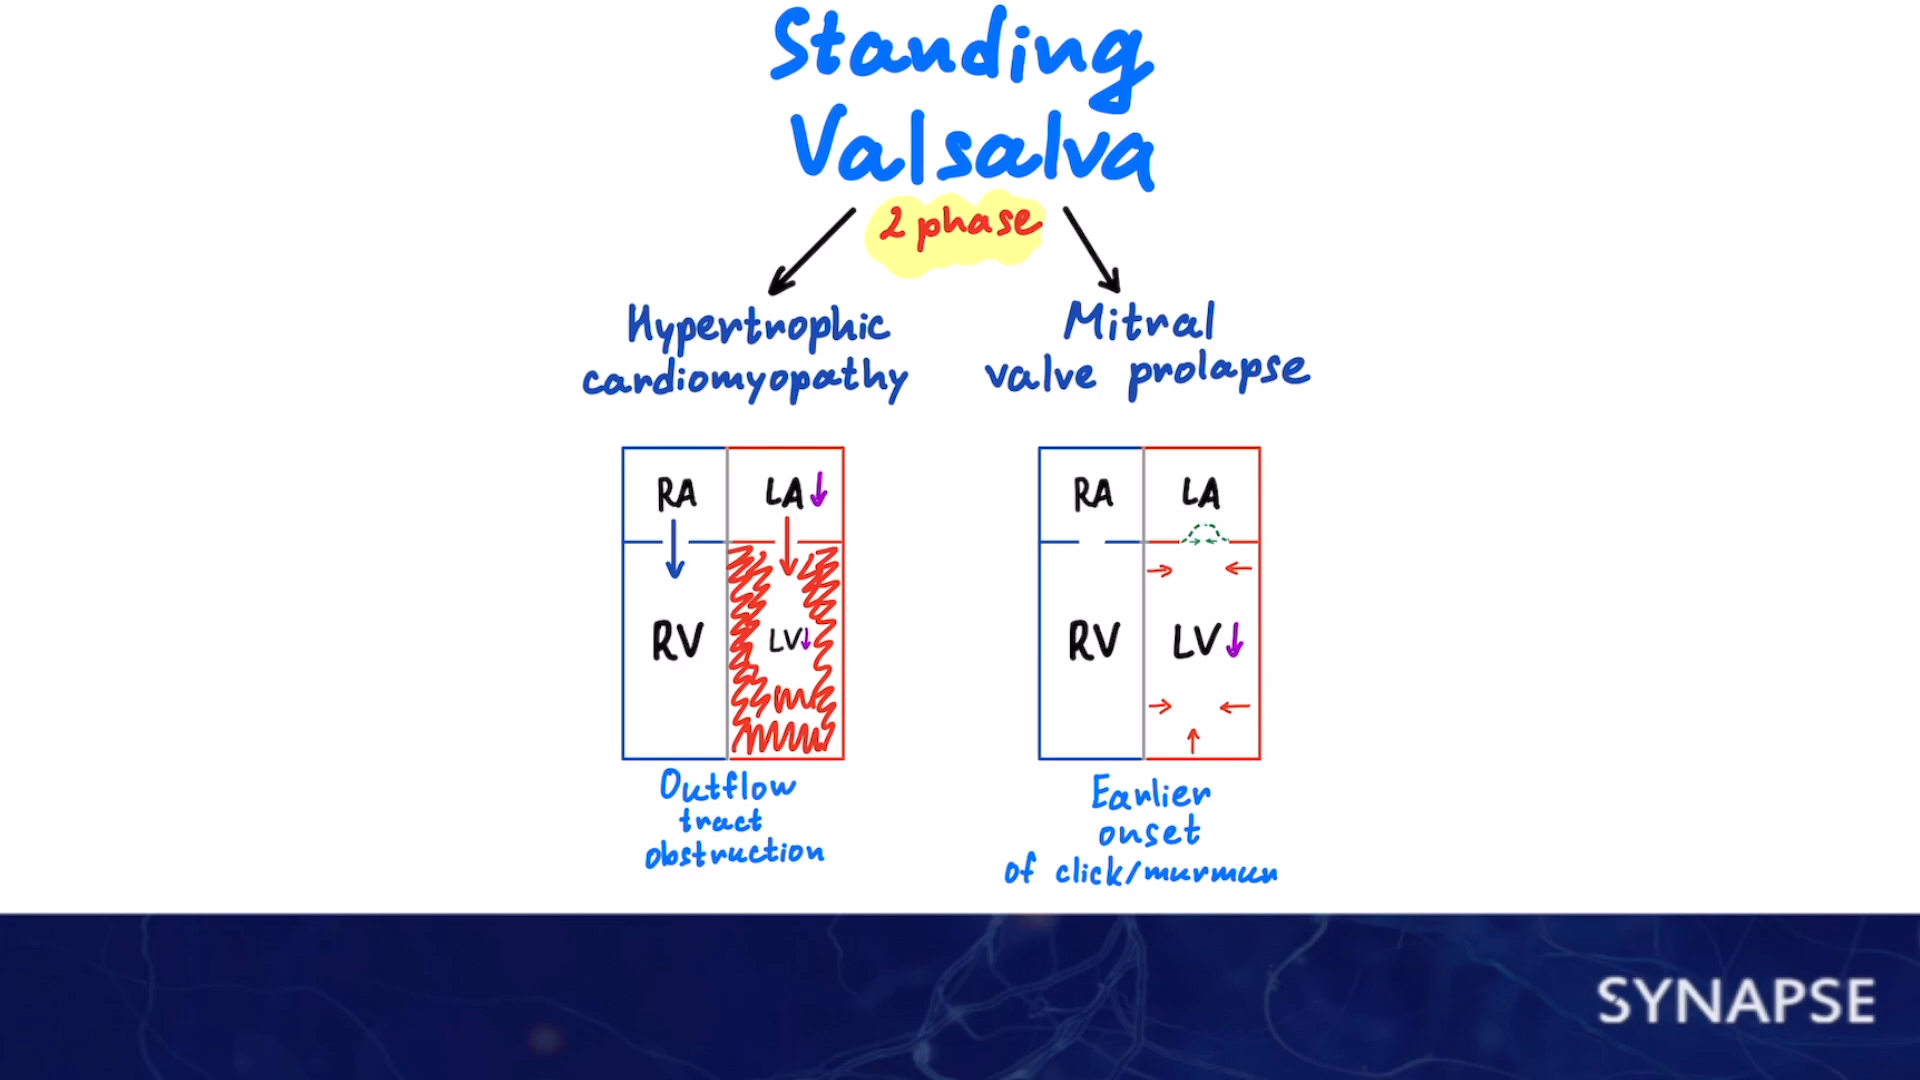 Standing
Valsalva
2 phase
Hypertrophic
cardiomyopathy
Mitral
valve prolapse
RA
LA
RV
LV
RA
LA
RV
LV
Outflow
tract
obstruction
Earlier
onset
of click/murmur
SYNAPSE